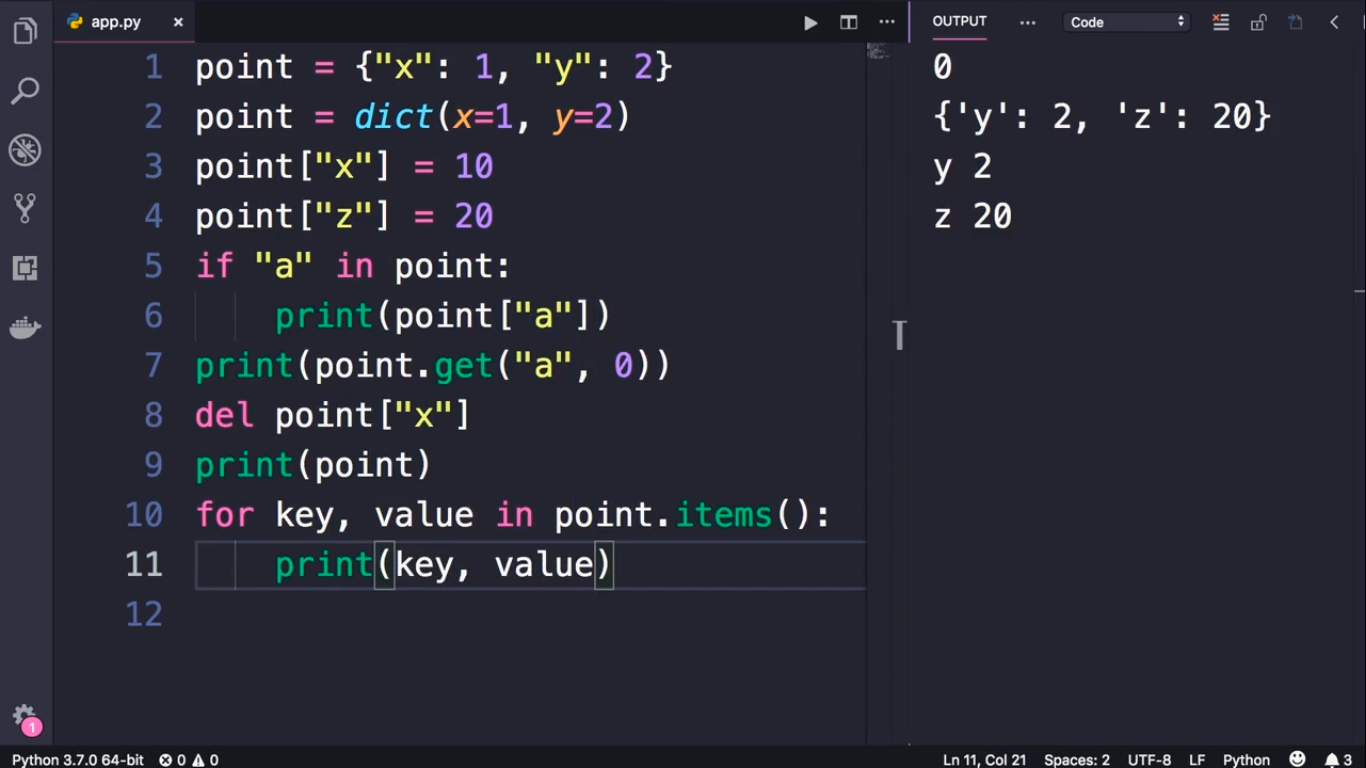 app.py
OUTPUT
Code
1 point = {"x": 1, "y": 2}
2 point = dict(x=1, y=2)
3 point["x"] = 10
4 point["z"] = 20
5 if "a" in point:
6     print(point["a"])
7 print(point.get("a", 0))
8 del point["x"]
9 print(point)
10 for key, value in point.items():
11     print(key, value)
12
0
{'y': 2, 'z': 20}
y 2
z 20
1
Python 3.7.0 64-bit 0 0 Ln 11, Col 21 Spaces: 2 UTF-8 LF Python 3